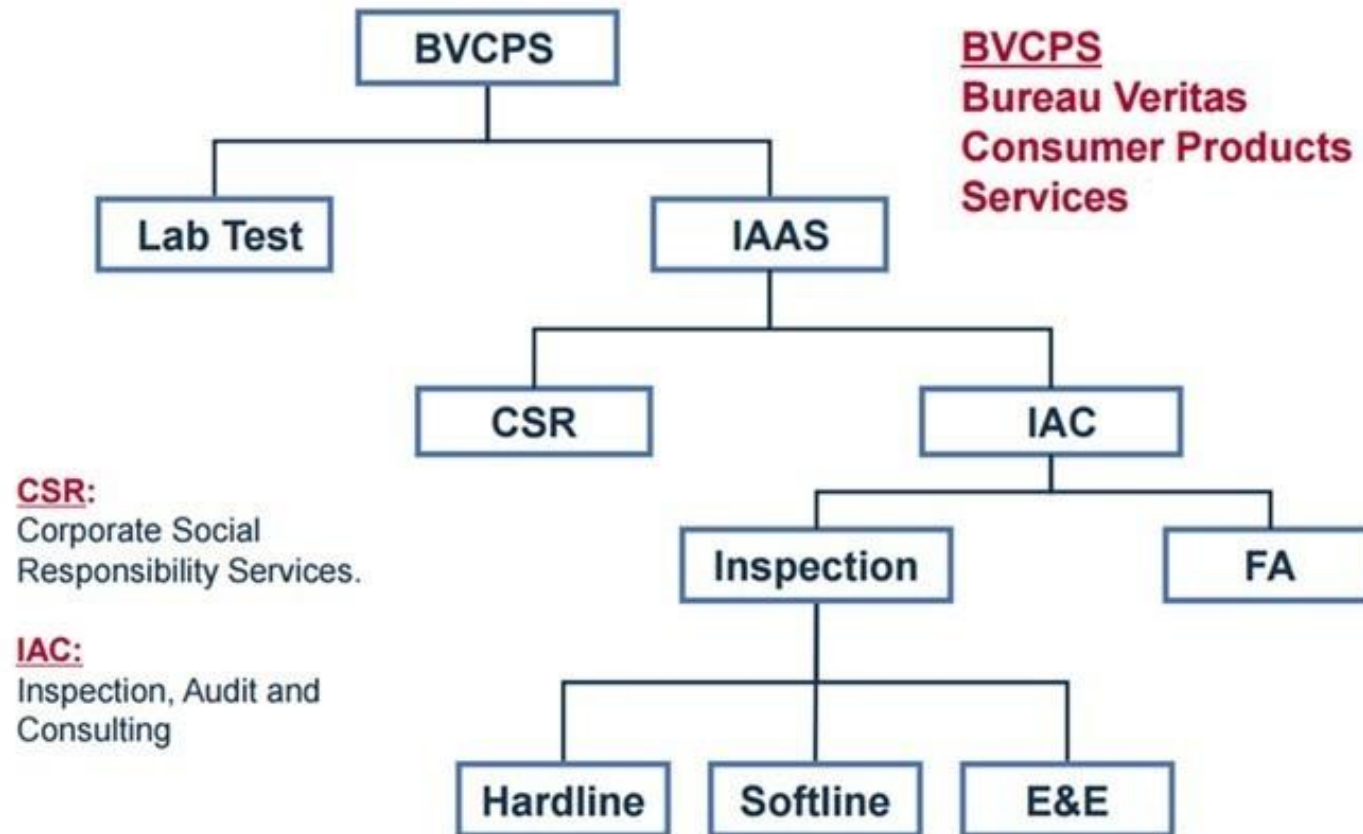 BVCPS
BVCPS
Bureau Veritas
Consumer Products
Services
Lab Test
IAAS
CSR
IAC
CSR:
Corporate Social
Responsibility Services.
Inspection
FA
IAC:
Inspection, Audit and
Consulting
Hardline
Softline
E&E